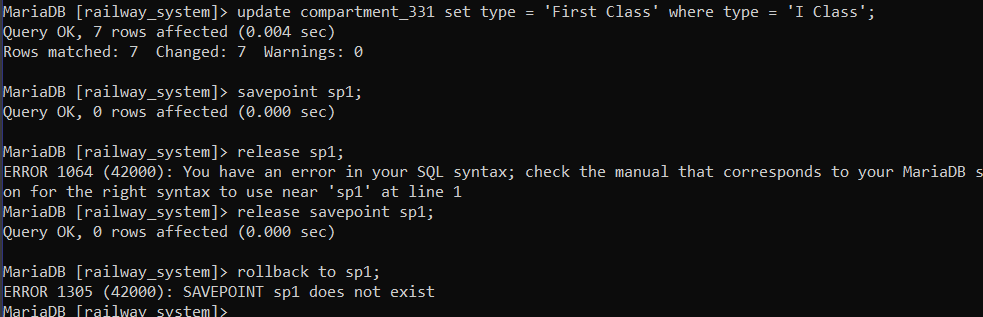 MariaDB [railway_system]> update compartment_331 set type = 'First Class' where type = 'I Class';
Query OK, 7 rows affected (0.004 sec)
Rows matched: 7  Changed: 7  Warnings: 0
MariaDB [railway_system]> savepoint sp1;
Query OK, 0 rows affected (0.000 sec)
MariaDB [railway_system]> release sp1;
ERROR 1064 (42000): You have an error in your SQL syntax; check the manual that corresponds to your MariaDB s
on for the right syntax to use near 'sp1' at line 1
MariaDB [railway_system]> release savepoint sp1;
Query OK, 0 rows affected (0.000 sec)
MariaDB [railway_system]> rollback to sp1;
ERROR 1305 (42000): SAVEPOINT sp1 does not exist
MariaDB [railway_system]>